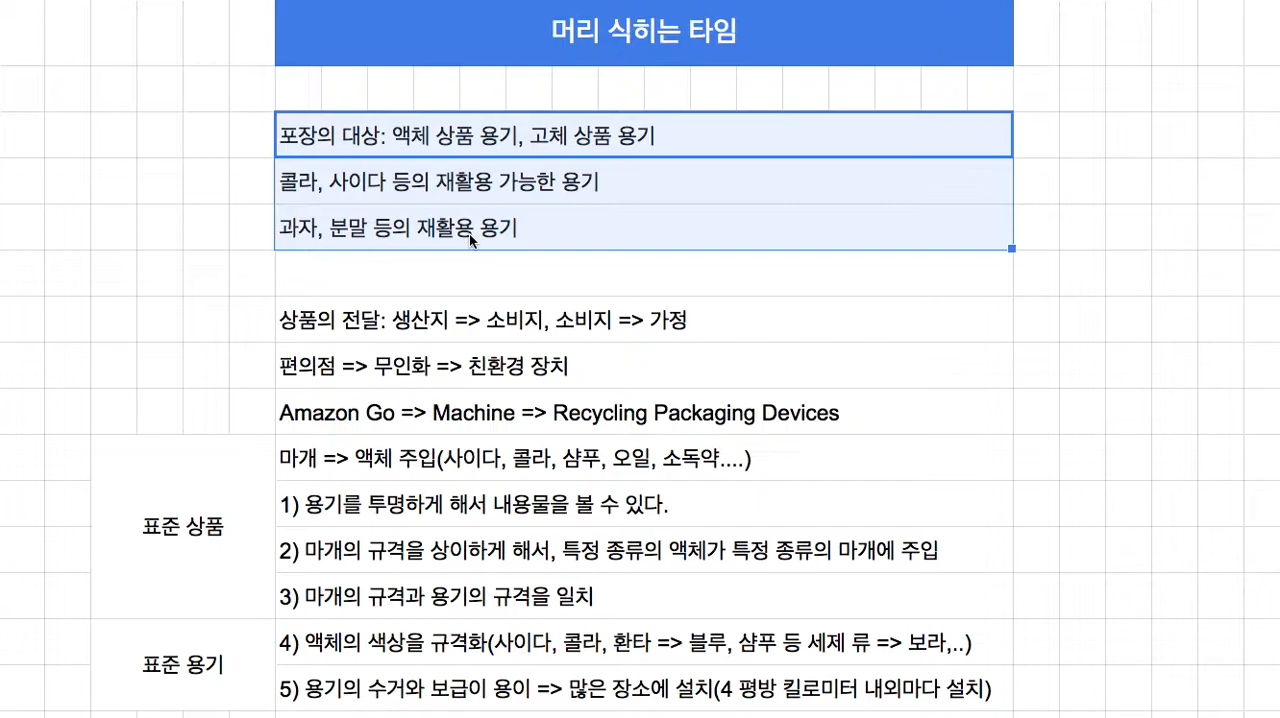 머리 식히는 타임
포장의 대상: 액체 상품 용기, 고체 상품 용기
콜라, 사이다 등의 재활용 가능한 용기
과자, 분말 등의 재활용 용기
상품의 전달: 생산지 => 소비지, 소비지 => 가정
편의점 => 무인화 => 친환경 장치
Amazon Go => Machine => Recycling Packaging Devices
마개 => 액체 주입(사이다, 콜라, 샴푸, 오일, 소독약....)
표준 상품
1) 용기를 투명하게 해서 내용물을 볼 수 있다.
2) 마개의 규격을 상이하게 해서, 특정 종류의 액체가 특정 종류의 마개에 주입
3) 마개의 규격과 용기의 규격을 일치
표준 용기
4) 액체의 색상을 규격화(사이다, 콜라, 환타 => 블루, 샴푸 등 세제 류 => 보라,..)
5) 용기의 수거와 보급이 용이 => 많은 장소에 설치(4 평방 킬로미터 내외마다 설치)